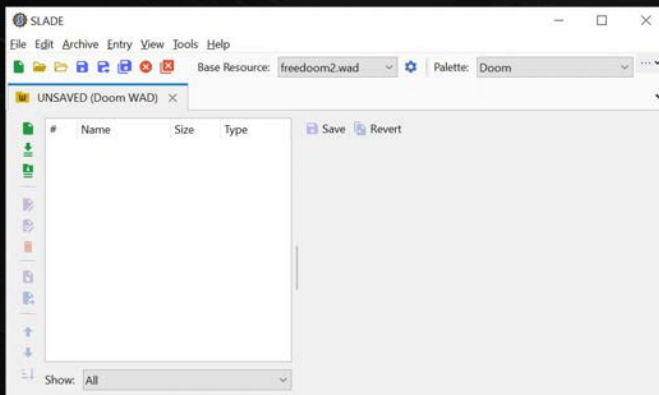 SLADE
File Edit Archive Entry View Tools Help
Base Resource: freedoom2.wad Palette: Doom
UNSAVED (Doom WAD)
# Name Size Type
Save Revert
Show: All